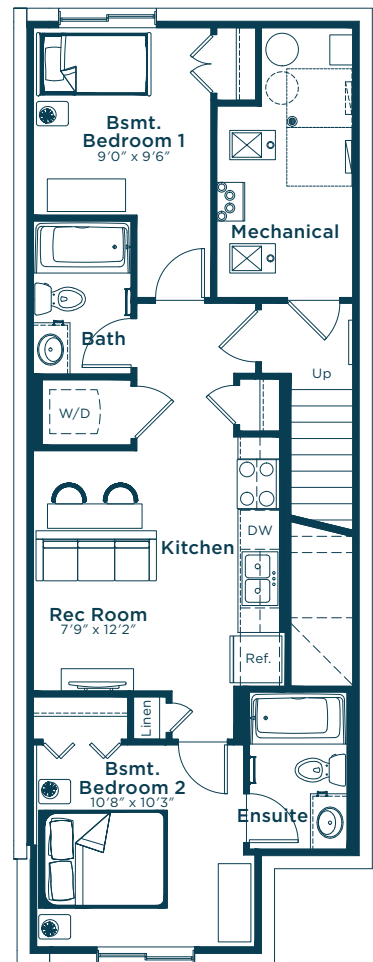 Bsmt.
Bedroom 1
9'0" x 9'6"
Mechanical
Bath
Up
W/D
DW
Kitchen
Rec Room
7'9" x 12'2"
Ref.
Linen
Bsmt.
Bedroom 2
10'8" x 10'3"
Ensuite